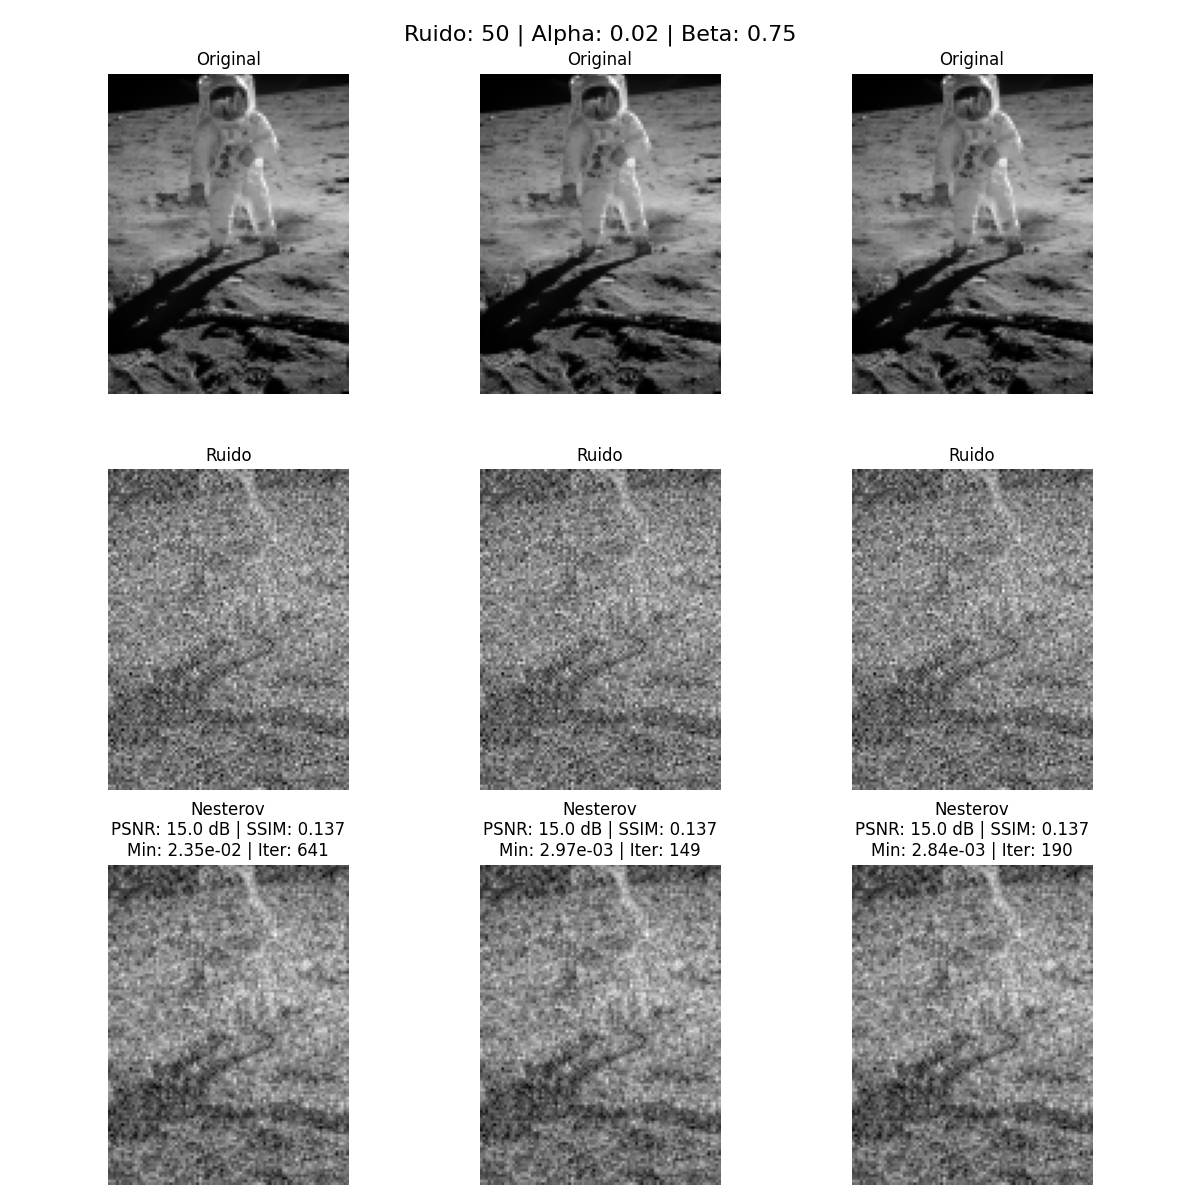 Ruido: 50 | Alpha: 0.02 | Beta: 0.75
Original
Original
Original
Ruido
Ruido
Ruido
Nesterov
PSNR: 15.0 dB | SSIM: 0.137
Min: 2.35e-02 | Iter: 641
Nesterov
PSNR: 15.0 dB | SSIM: 0.137
Min: 2.97e-03 | Iter: 149
Nesterov
PSNR: 15.0 dB | SSIM: 0.137
Min: 2.84e-03 | Iter: 190